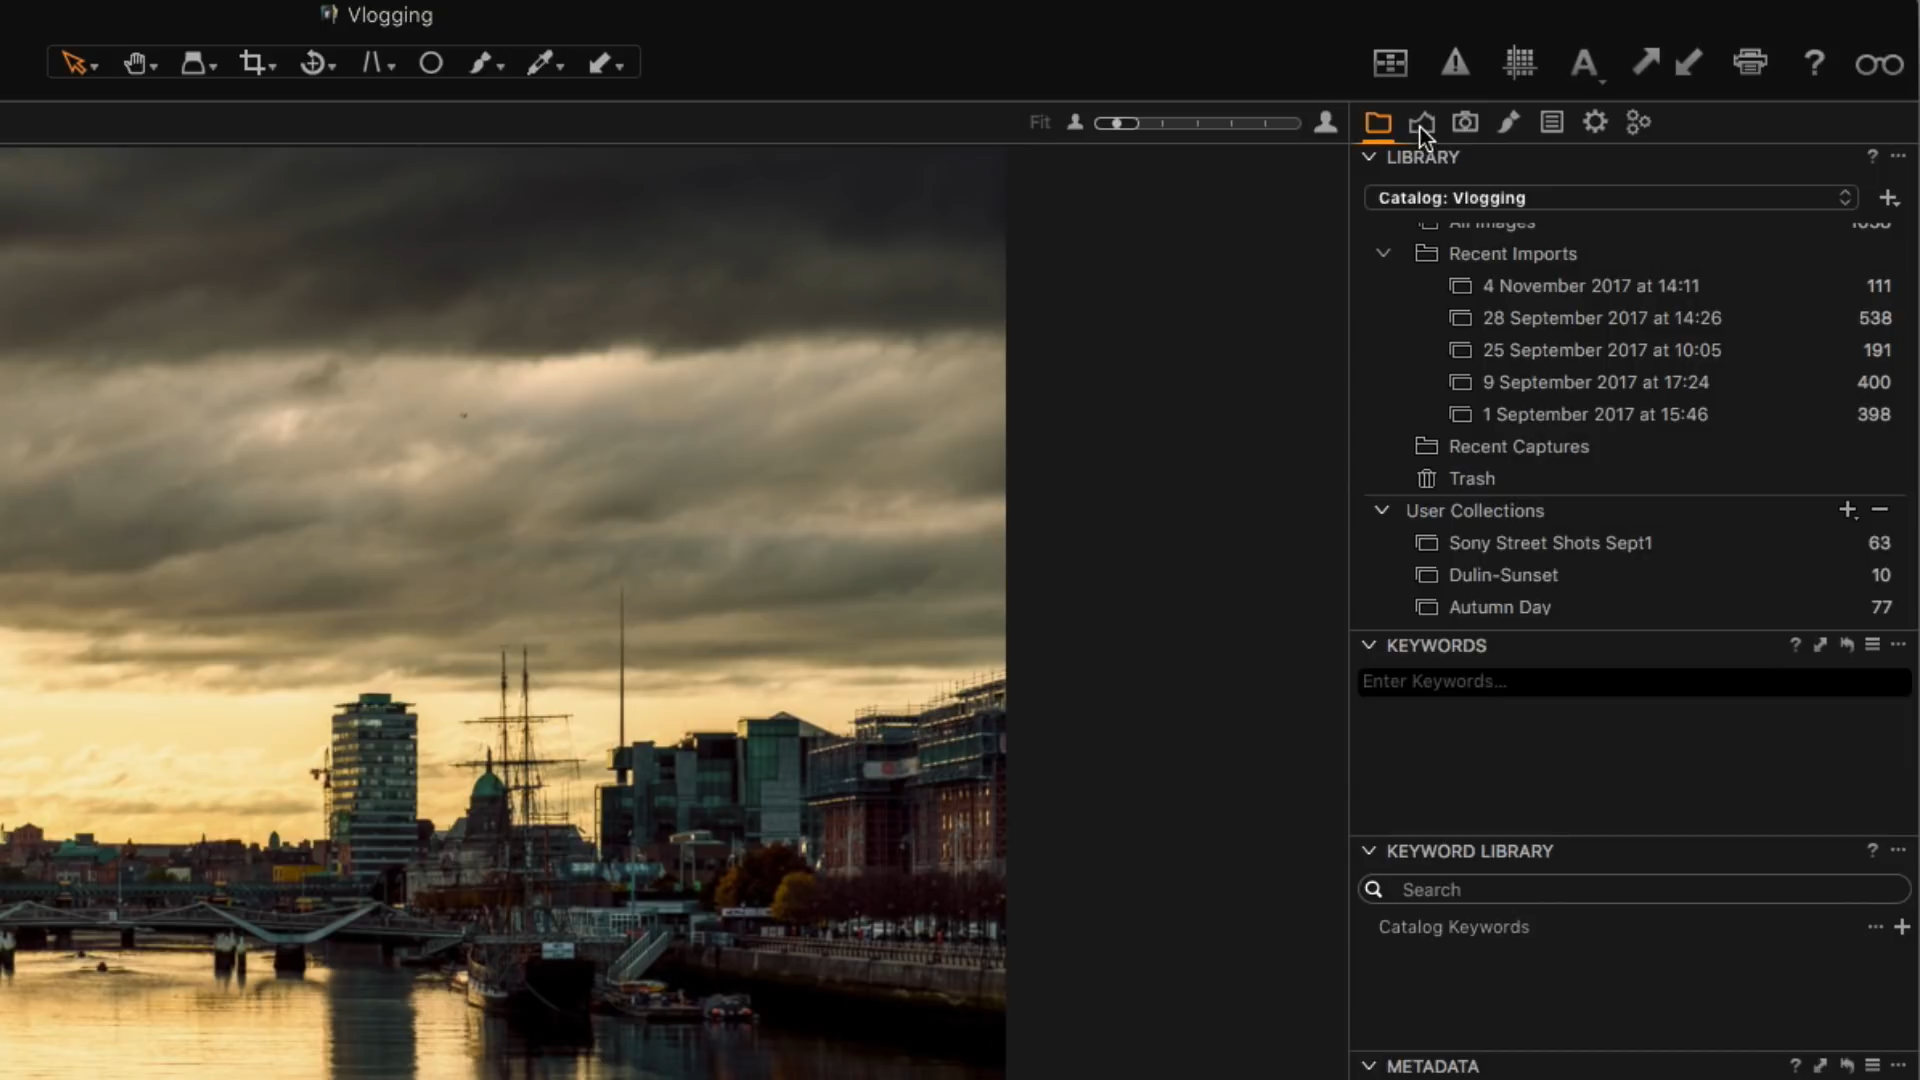 Vlogging
Fit
LIBRARY
Catalog: Vlogging
All Images 1638
Recent Imports
4 November 2017 at 14:11 111
28 September 2017 at 14:26 538
25 September 2017 at 10:05 191
9 September 2017 at 17:24 400
1 September 2017 at 15:46 398
Recent Captures
Trash
User Collections
Sony Street Shots Sept1 63
Dulin-Sunset 10
Autumn Day 77
KEYWORDS
Enter Keywords...
KEYWORD LIBRARY
Search
Catalog Keywords
METADATA